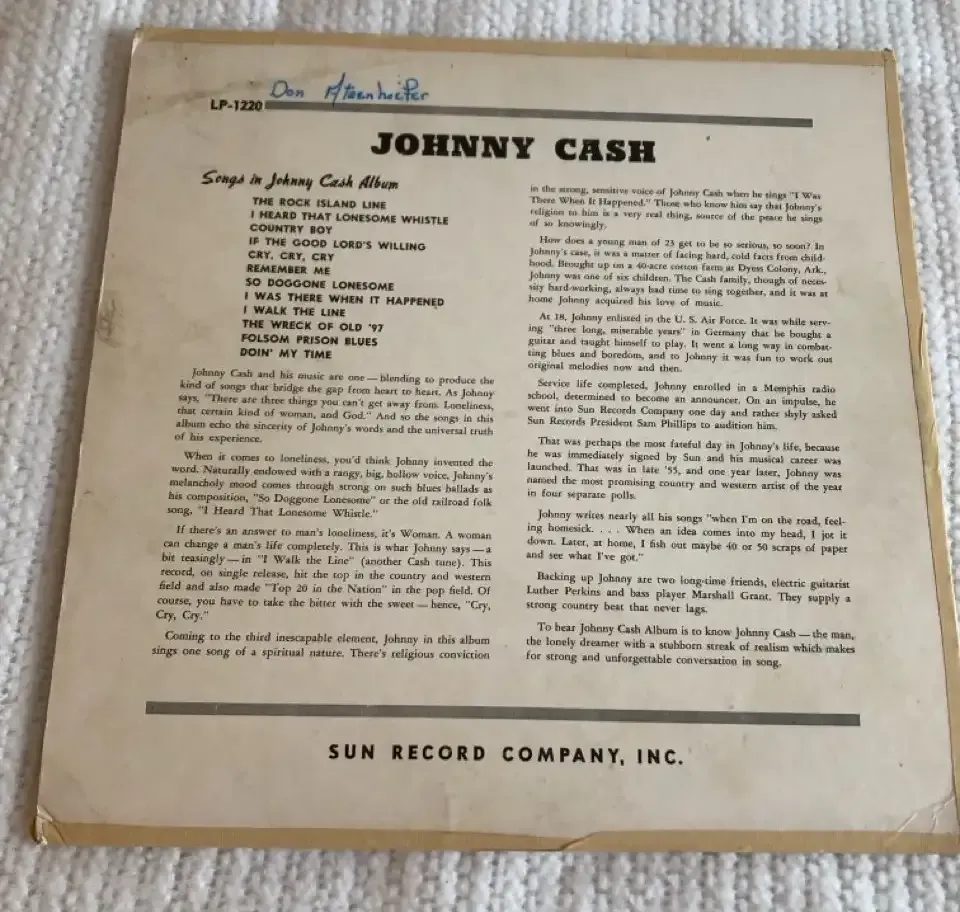 Don
LP-1220
JOHNNY CASH
Songs in Johnny Cash Album
THE ROCK ISLAND LINE
I HEARD THAT LONESOME WHISTLE
COUNTRY BOY
IF THE GOOD LORD'S WILLING
CRY, CRY, CRY
REMEMBER ME
SO DOGGONE LONESOME
I WAS THERE WHEN IT HAPPENED
I WALK THE LINE
THE WRECK OF OLD '97
FOLSOM PRISON BLUES
DOIN' MY TIME
Johnny Cash and his music are one — blending to produce the
kind of songs that bridge the gap from heart to heart. As Johnny
says, "There are three things you can't get away from. Loneliness,
that certain kind of woman, and God." And so the songs in this
album echo the sincerity of Johnny's words and the universal truth
of his experience.
When it comes to loneliness, you'd think Johnny invented the
word. Naturally endowed with a rangy, big, hollow voice, Johnny's
melancholy mood comes through strong on such blues ballads as
his composition, "So Doggone Lonesome" or the old railroad folk
song, "I Heard That Lonesome Whistle."
If there's an answer to man's loneliness, it's Woman. A woman
can change a man's life completely. This is what Johnny says — a
bit teasingly — in "I Walk the Line" (another Cash tune). This
record, on single release, hit the top in the country and western
field and also made "Top 20 in the Nation" in the pop field. Of
course, you have to take the bitter with the sweet — hence, "Cry,
Cry, Cry."
Coming to the third inescapable element, Johnny in this album
sings one song of a spiritual nature. There's religious conviction
in the strong, sensitive voice of Johnny Cash when he sings "I Was
There When It Happened." Those who know him say that Johnny's
religion to him is a very real thing, source of the peace he sings
of so knowingly.
How does a young man of 23 get to be so serious, so soon? In
Johnny's case, it was a matter of facing hard, cold facts from child-
hood. Brought up on a 40-acre cotton farm at Dyess Colony, Ark.,
Johnny was one of six children. The Cash family, though of neces-
sity hard-working, always had time to sing together, and it was at
home Johnny acquired his love of music.
At 18, Johnny enlisted in the U. S. Air Force. It was while serv-
ing "three long, miserable years" in Germany that he bought a
guitar and taught himself to play. It went a long way in combat-
ting blues and boredom, and to Johnny it was fun to work out
original melodies now and then.
Service life completed, Johnny enrolled in a Memphis radio
school, determined to become an announcer. On an impulse, he
went into Sun Records Company one day and rather shyly asked
Sun Records President Sam Phillips to audition him.
That was perhaps the most fateful day in Johnny's life, because
he was immediately signed by Sun and his musical career was
launched. That was in late '55, and one year later, Johnny was
named the most promising country and western artist of the year
in four separate polls.
Johnny writes nearly all his songs "when I'm on the road, feel-
ing homesick. . . . When an idea comes into my head, I jot it
down. Later, at home, I fish out maybe 40 or 50 scraps of paper
and see what I've got."
Backing up Johnny are two long-time friends, electric guitarist
Luther Perkins and bass player Marshall Grant. They supply a
strong country beat that never lags.
To hear Johnny Cash Album is to know Johnny Cash — the man,
the lonely dreamer with a stubborn streak of realism which makes
for strong and unforgettable conversation in song.
SUN RECORD COMPANY, INC.